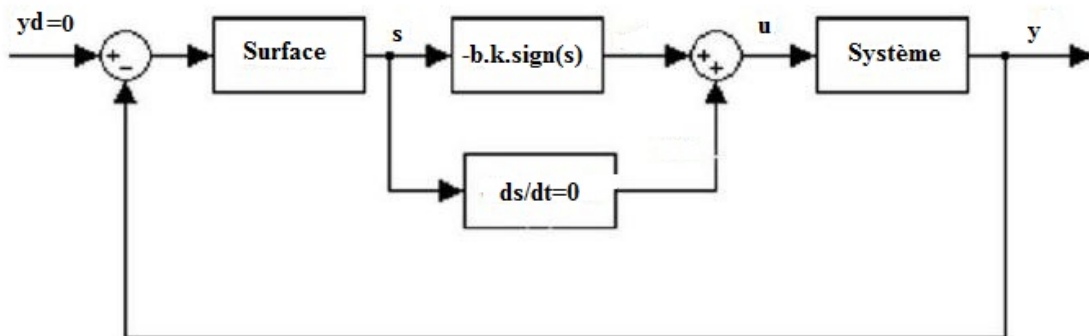 yd=0
+
−
Surface
s
-b.k.sign(s)
+
+
u
Système
y
ds/dt=0